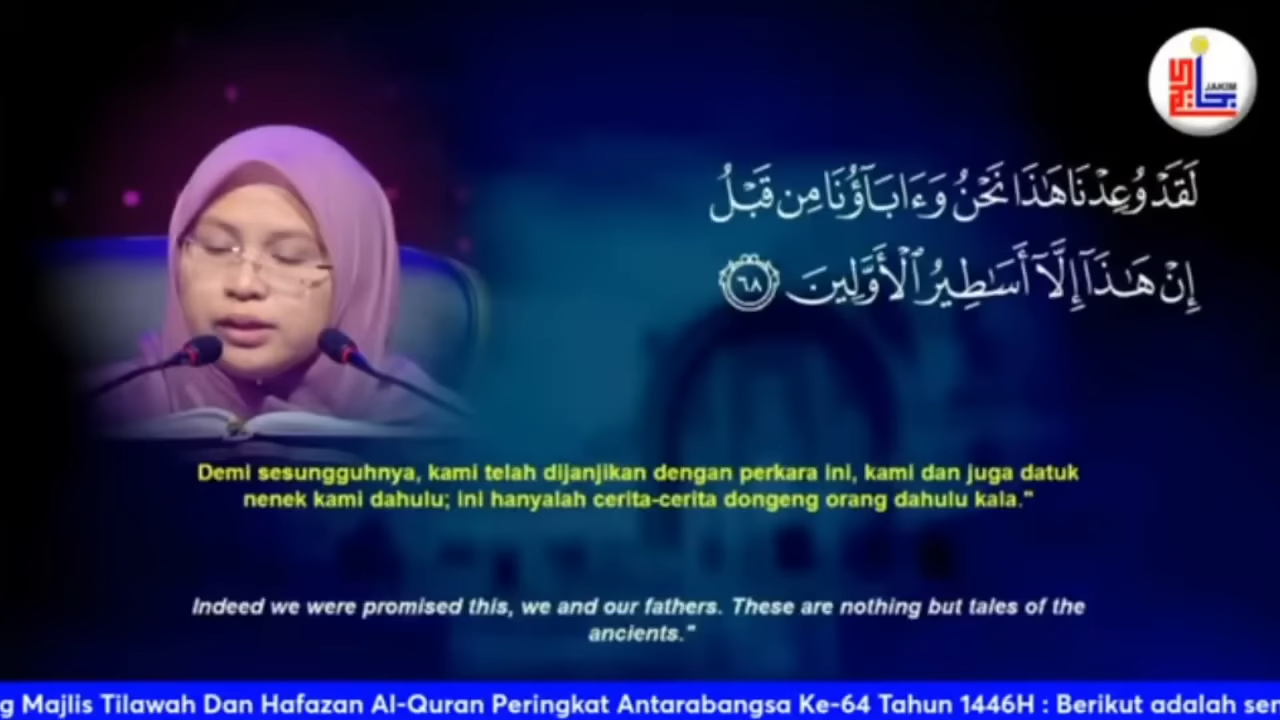 JAKIM
لَقَدْ وُعِدْنَا هَٰذَا نَحْنُ وَءَابَآؤُنَا مِن قَبْلُ
إِنْ هَٰذَآ إِلَّآ أَسَٰطِيرُ ٱلْأَوَّلِينَ ٦٨
Demi sesungguhnya, kami telah dijanjikan dengan perkara ini, kami dan juga datuk
nenek kami dahulu; ini hanyalah cerita-cerita dongeng orang dahulu kala."
Indeed we were promised this, we and our fathers. These are nothing but tales of the
ancients."
g Majlis Tilawah Dan Hafazan Al-Quran Peringkat Antarabangsa Ke-64 Tahun 1446H : Berikut adalah ser